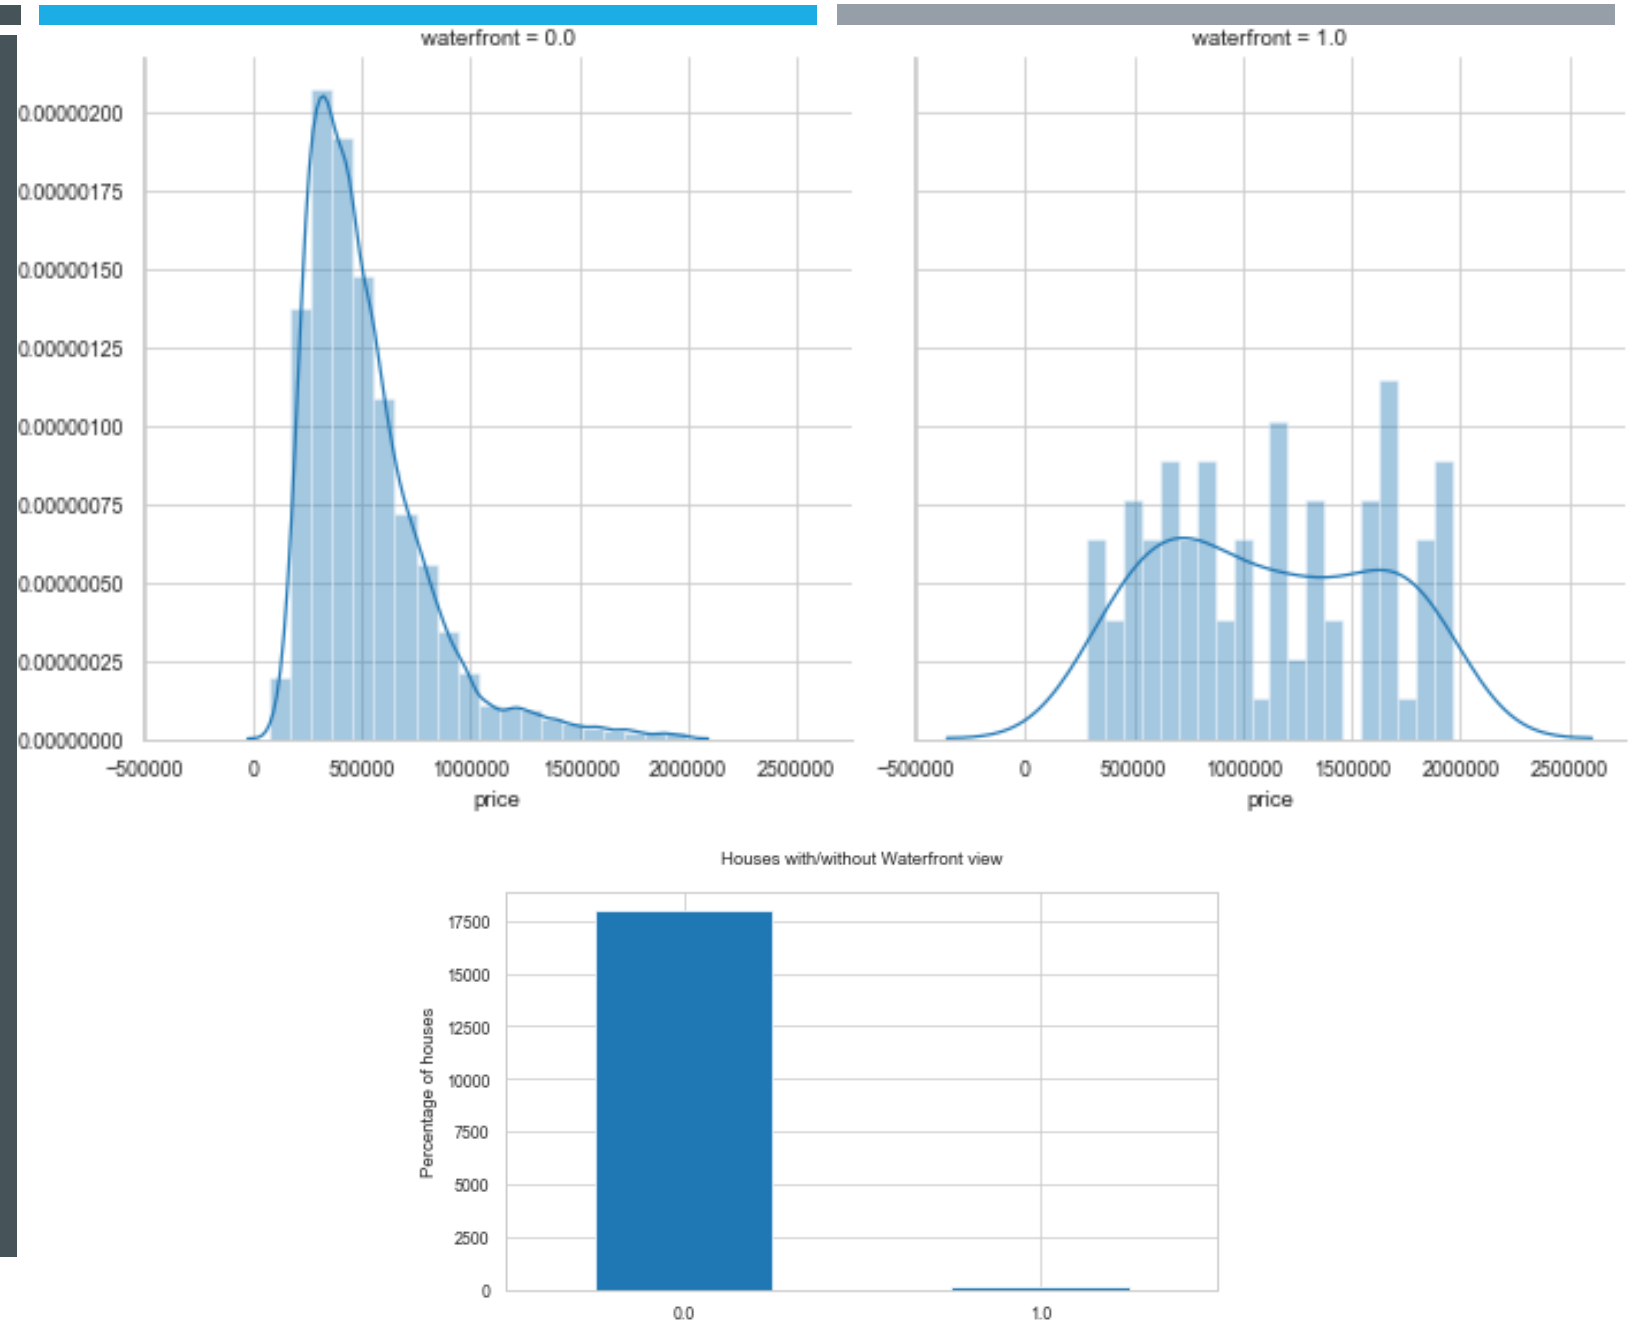 waterfront = 0.0
waterfront = 1.0
0.00000200
0.00000175
0.00000150
0.00000125
0.00000100
0.00000075
0.00000050
0.00000025
0.00000000
−500000 0 500000 1000000 1500000 2000000 2500000
price
−500000 0 500000 1000000 1500000 2000000 2500000
price
Houses with/without Waterfront view
Percentage of houses
17500
15000
12500
10000
7500
5000
2500
0
0.0 1.0